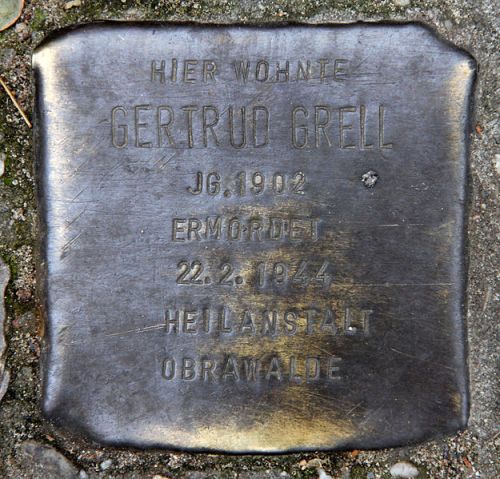 HIER WOHNTE
GERTRUD GRELL
JG. 1902
ERMORDET
22. 2. 1944
HEILANSTALT
OBRAWALDE